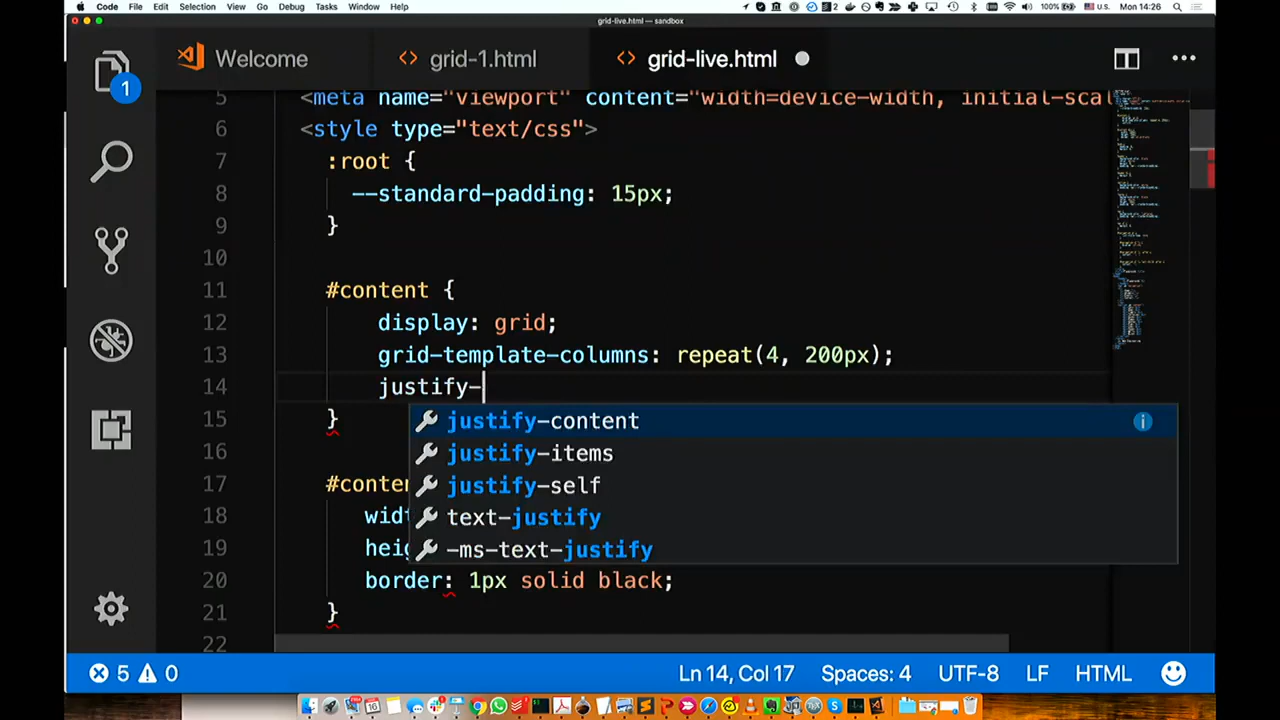 Code File Edit Selection View Go Debug Tasks Window Help 100% U.S. Mon 14:26
grid-live.html — sandbox
1 Welcome <> grid-1.html <> grid-live.html
5 <meta name="viewport" content="width=device-width, initial-scal
6 <style type="text/css">
7 :root {
8 --standard-padding: 15px;
9 }
10
11 #content {
12 display: grid;
13 grid-template-columns: repeat(4, 200px);
14 justify-
justify-content
15 }
justify-items
16
17 #conten
justify-self
18 widt
text-justify
19 heig
-ms-text-justify
20 border: 1px solid black;
21 }
22
5 0 Ln 14, Col 17 Spaces: 4 UTF-8 LF HTML